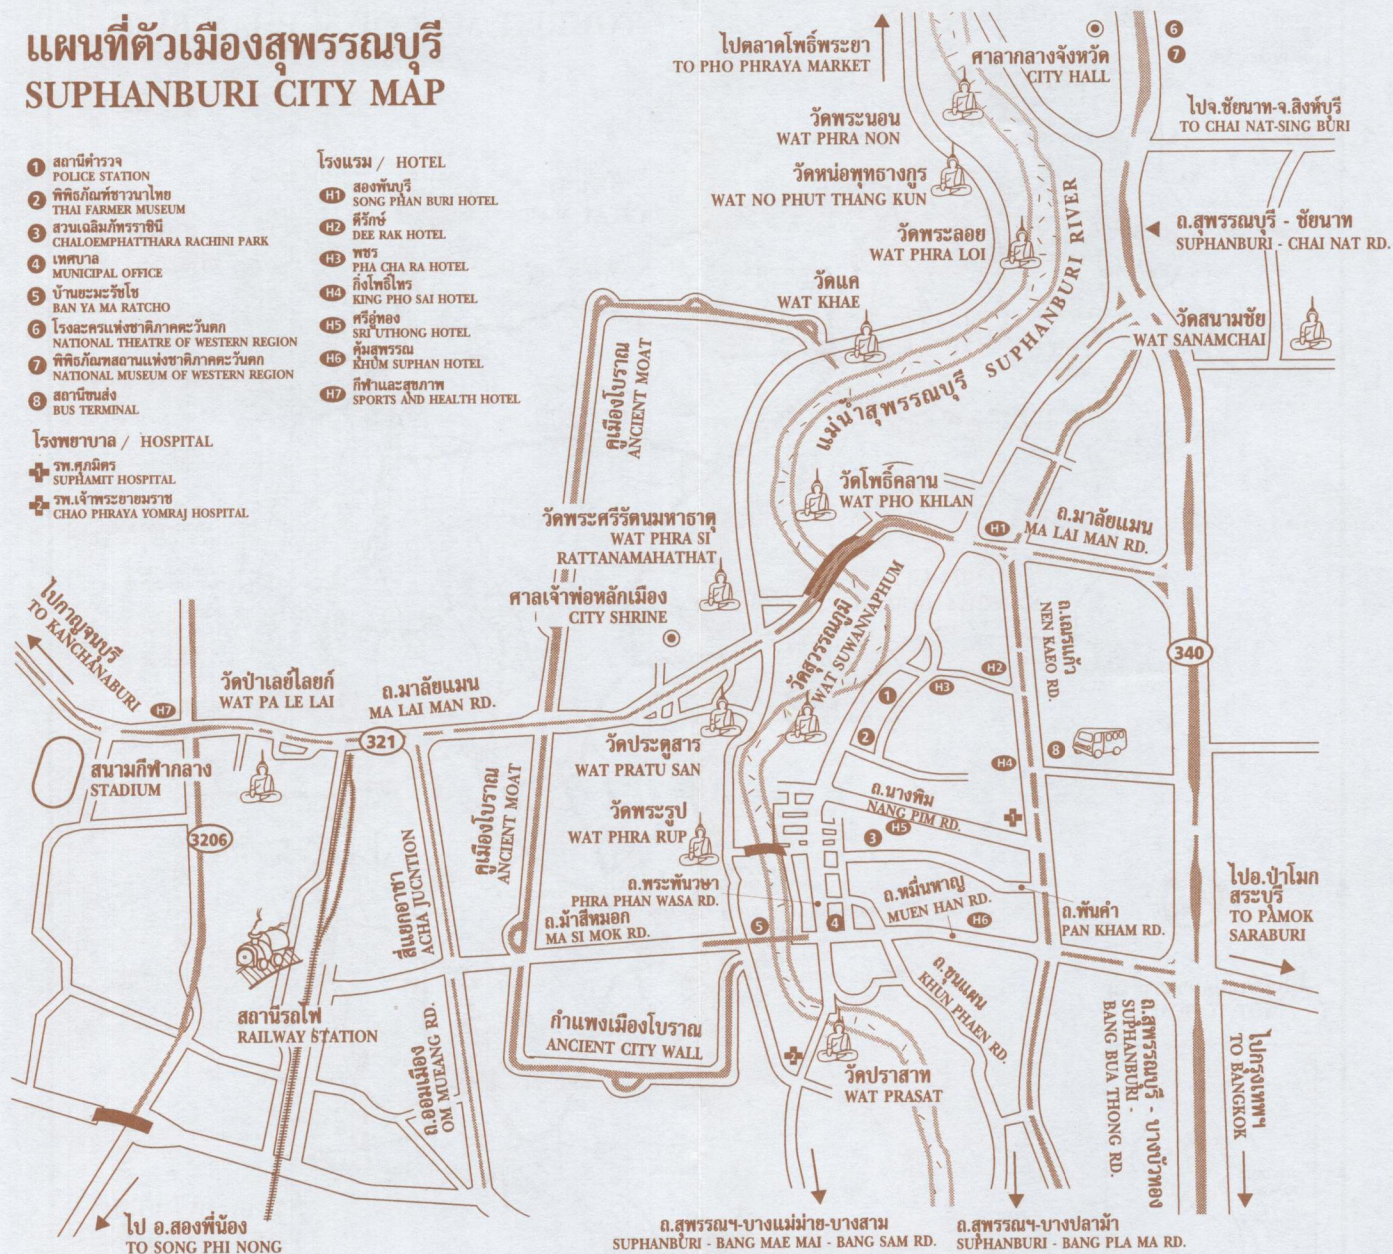 แผนที่ตัวเมืองสุพรรณบุรี
SUPHANBURI CITY MAP
1 สถานีตำรวจ
POLICE STATION
2 พิพิธภัณฑ์ชาวนาไทย
THAI FARMER MUSEUM
3 สวนเฉลิมภัทรราชินี
CHALOEMPHATTHARA RACHINI PARK
4 เทศบาล
MUNICIPAL OFFICE
5 บ้านยะมะรัชโช
BAN YA MA RATCHO
6 โรงละครแห่งชาติภาคตะวันตก
NATIONAL THEATRE OF WESTERN REGION
7 พิพิธภัณฑสถานแห่งชาติภาคตะวันตก
NATIONAL MUSEUM OF WESTERN REGION
8 สถานีขนส่ง
BUS TERMINAL
โรงพยาบาล / HOSPITAL
1 รพ.ศุภมิตร
SUPHAMIT HOSPITAL
2 รพ.เจ้าพระยายมราช
CHAO PHRAYA YOMRAJ HOSPITAL
โรงแรม / HOTEL
H1 สองพันบุรี
SONG PHAN BURI HOTEL
H2 ดีรักษ์
DEE RAK HOTEL
H3 พชร
PHA CHA RA HOTEL
H4 กิ่งโพธิ์ไทร
KING PHO SAI HOTEL
H5 ศรีอู่ทอง
SRI UTHONG HOTEL
H6 คุ้มสุพรรณ
KHUM SUPHAN HOTEL
H7 กีฬาและสุขภาพ
SPORTS AND HEALTH HOTEL
ไปตลาดโพธิ์พระยา
TO PHO PHRAYA MARKET
ศาลากลางจังหวัด
CITY HALL
6
7
ไปจ.ชัยนาท-จ.สิงห์บุรี
TO CHAI NAT-SING BURI
วัดพระนอน
WAT PHRA NON
วัดหน่อพุทธางกูร
WAT NO PHUT THANG KUN
วัดพระลอย
WAT PHRA LOI
ถ.สุพรรณบุรี - ชัยนาท
SUPHANBURI - CHAI NAT RD.
วัดแค
WAT KHAE
แม่น้ำสุพรรณบุรี SUPHANBURI RIVER
วัดสนามชัย
WAT SANAMCHAI
คูเมืองโบราณ
ANCIENT MOAT
วัดโพธิ์คลาน
WAT PHO KHLAN
วัดพระศรีรัตนมหาธาตุ
WAT PHRA SI
RATTANAMAHATHAT
H1
ถ.มาลัยแมน
MA LAI MAN RD.
ศาลเจ้าพ่อหลักเมือง
CITY SHRINE
วัดสุวรรณภูมิ
WAT SUWANNAPHUM
ถ.เณรแก้ว
NEN KAEO RD.
340
ไปกาญจนบุรี
TO KANCHANABURI
H7
วัดป่าเลย์ไลยก์
WAT PA LE LAI
ถ.มาลัยแมน
MA LAI MAN RD.
321
H2
H3
1
2
8
สนามกีฬากลาง
STADIUM
วัดประตูสาร
WAT PRATU SAN
H4
ถ.นางพิม
NANG PIM RD.
1
3206
คูเมืองโบราณ
ANCIENT MOAT
วัดพระรูป
WAT PHRA RUP
3
H5
สี่แยกอาชา
ACHA JUCNTION
ถ.พระพันวษา
PHRA PHAN WASA RD.
ถ.หมื่นหาญ
MUEN HAN RD.
H6
ถ.พันคำ
PAN KHAM RD.
ไปอ.ป่าโมก
สระบุรี
TO PAMOK
SARABURI
ถ.ม้าสีหมอก
MA SI MOK RD.
5
4
ถ.ขุนแผน
KHUN PHAEN RD.
สถานีรถไฟ
RAILWAY STATION
กำแพงเมืองโบราณ
ANCIENT CITY WALL
2
วัดปราสาท
WAT PRASAT
ถ.อ้อมเมือง
OM MUEANG RD.
ถ.สุพรรณบุรี - บางบัวทอง
SUPHANBURI -
BANG BUA THONG RD.
ไปกรุงเทพฯ
TO BANGKOK
ไป อ.สองพี่น้อง
TO SONG PHI NONG
ถ.สุพรรณฯ-บางแม่ม่าย-บางสาม
SUPHANBURI - BANG MAE MAI - BANG SAM RD.
ถ.สุพรรณฯ-บางปลาม้า
SUPHANBURI - BANG PLA MA RD.